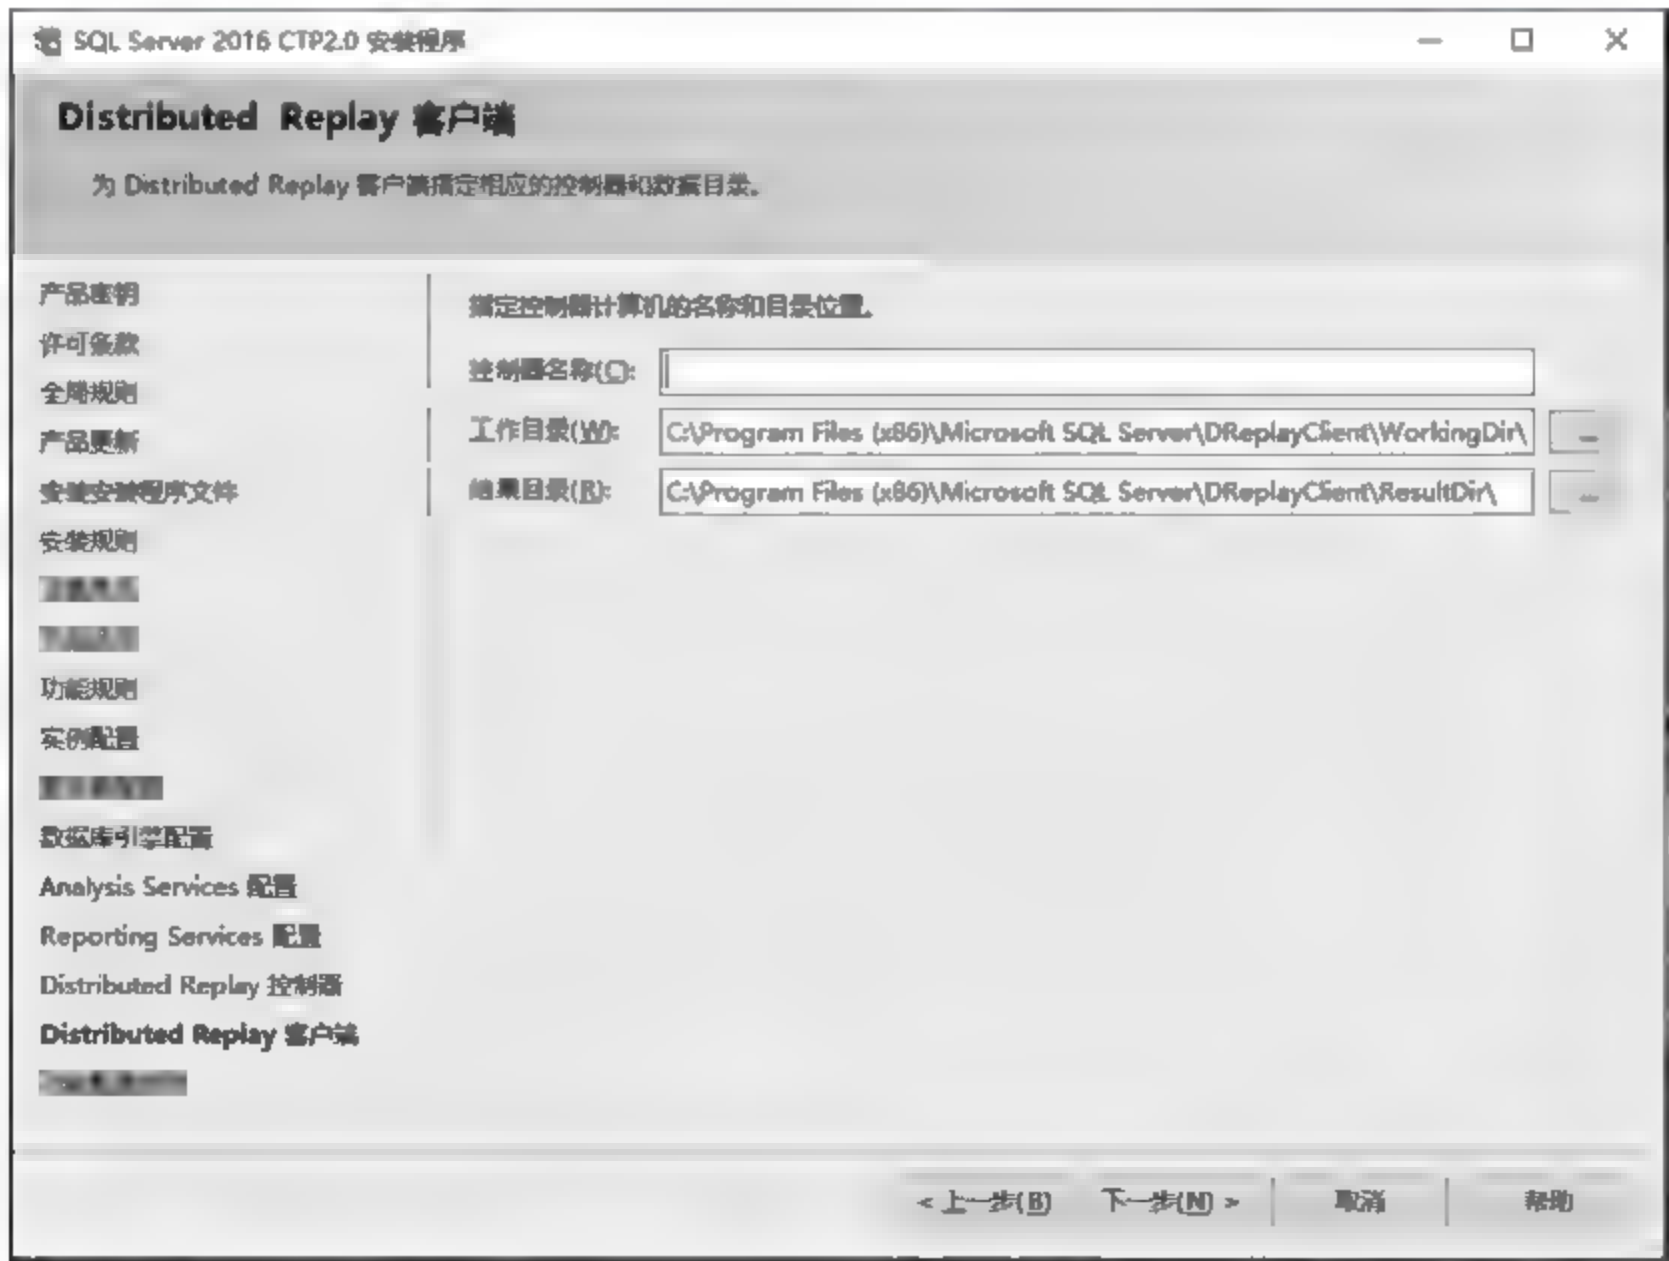 SQL Server 2016 CTP2.0 安装程序
Distributed Replay 客户端
为 Distributed Replay 客户端指定相应的控制器和数据目录。
产品密钥
许可条款
全局规则
产品更新
安装安装程序文件
安装规则
功能规则
实例配置
数据库引擎配置
Analysis Services 配置
Reporting Services 配置
Distributed Replay 控制器
Distributed Replay 客户端
指定控制器计算机的名称和目录位置。
控制器名称(C):
工作目录(W): C:\Program Files (x86)\Microsoft SQL Server\DReplayClient\WorkingDir\
结果目录(R): C:\Program Files (x86)\Microsoft SQL Server\DReplayClient\ResultDir\
< 上一步(B) 下一步(N) > 取消 帮助